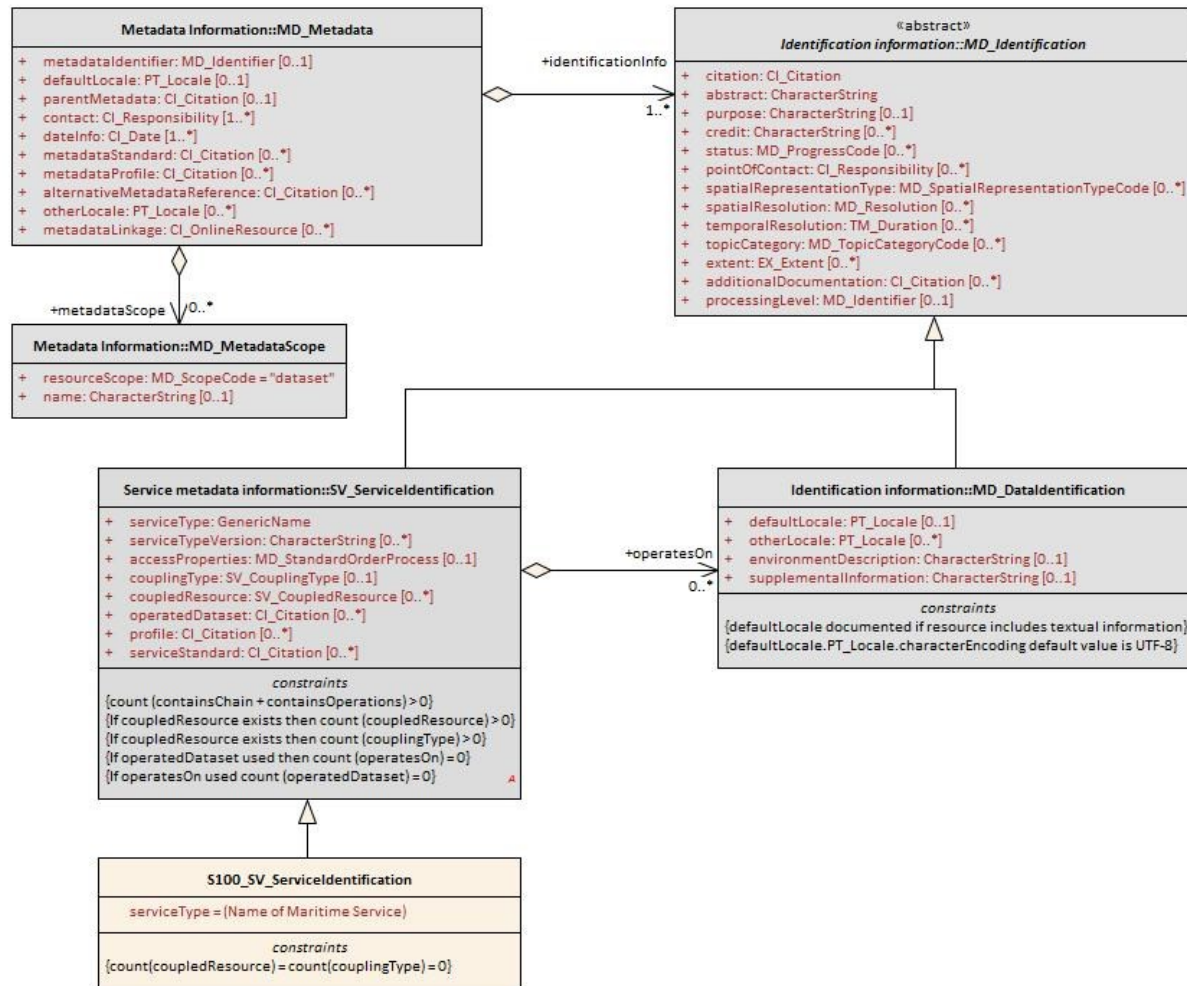 Metadata Information::MD_Metadata
+ metadataIdentifier: MD_Identifier [0..1]
+ defaultLocale: PT_Locale [0..1]
+ parentMetadata: CI_Citation [0..1]
+ contact: CI_Responsibility [1..*]
+ dateInfo: CI_Date [1..*]
+ metadataStandard: CI_Citation [0..*]
+ metadataProfile: CI_Citation [0..*]
+ alternativeMetadataReference: CI_Citation [0..*]
+ otherLocale: PT_Locale [0..*]
+ metadataLinkage: CI_OnlineResource [0..*]
+identificationInfo
1..*
«abstract»
Identification information::MD_Identification
+ citation: CI_Citation
+ abstract: CharacterString
+ purpose: CharacterString [0..1]
+ credit: CharacterString [0..*]
+ status: MD_ProgressCode [0..*]
+ pointOfContact: CI_Responsibility [0..*]
+ spatialRepresentationType: MD_SpatialRepresentationTypeCode [0..*]
+ spatialResolution: MD_Resolution [0..*]
+ temporalResolution: TM_Duration [0..*]
+ topicCategory: MD_TopicCategoryCode [0..*]
+ extent: EX_Extent [0..*]
+ additionalDocumentation: CI_Citation [0..*]
+ processingLevel: MD_Identifier [0..1]
+metadataScope
0..*
Metadata Information::MD_MetadataScope
+ resourceScope: MD_ScopeCode = "dataset"
+ name: CharacterString [0..1]
Service metadata information::SV_ServiceIdentification
+ serviceType: GenericName
+ serviceTypeVersion: CharacterString [0..*]
+ accessProperties: MD_StandardOrderProcess [0..1]
+ couplingType: SV_CouplingType [0..1]
+ coupledResource: SV_CoupledResource [0..*]
+ operatedDataset: CI_Citation [0..*]
+ profile: CI_Citation [0..*]
+ serviceStandard: CI_Citation [0..*]
constraints
{count (containsChain + containsOperations) > 0}
{If coupledResource exists then count (coupledResource) > 0}
{If coupledResource exists then count (couplingType) > 0}
{If operatedDataset used then count (operatesOn) = 0}
{If operatesOn used count (operatedDataset) = 0}
A
+operatesOn
0..*
Identification information::MD_DataIdentification
+ defaultLocale: PT_Locale [0..1]
+ otherLocale: PT_Locale [0..*]
+ environmentDescription: CharacterString [0..1]
+ supplementalInformation: CharacterString [0..1]
constraints
{defaultLocale documented if resource includes textual information}
{defaultLocale.PT_Locale.characterEncoding default value is UTF-8}
S100_SV_ServiceIdentification
serviceType = (Name of Maritime Service)
constraints
{count(coupledResource) = count(couplingType) = 0}